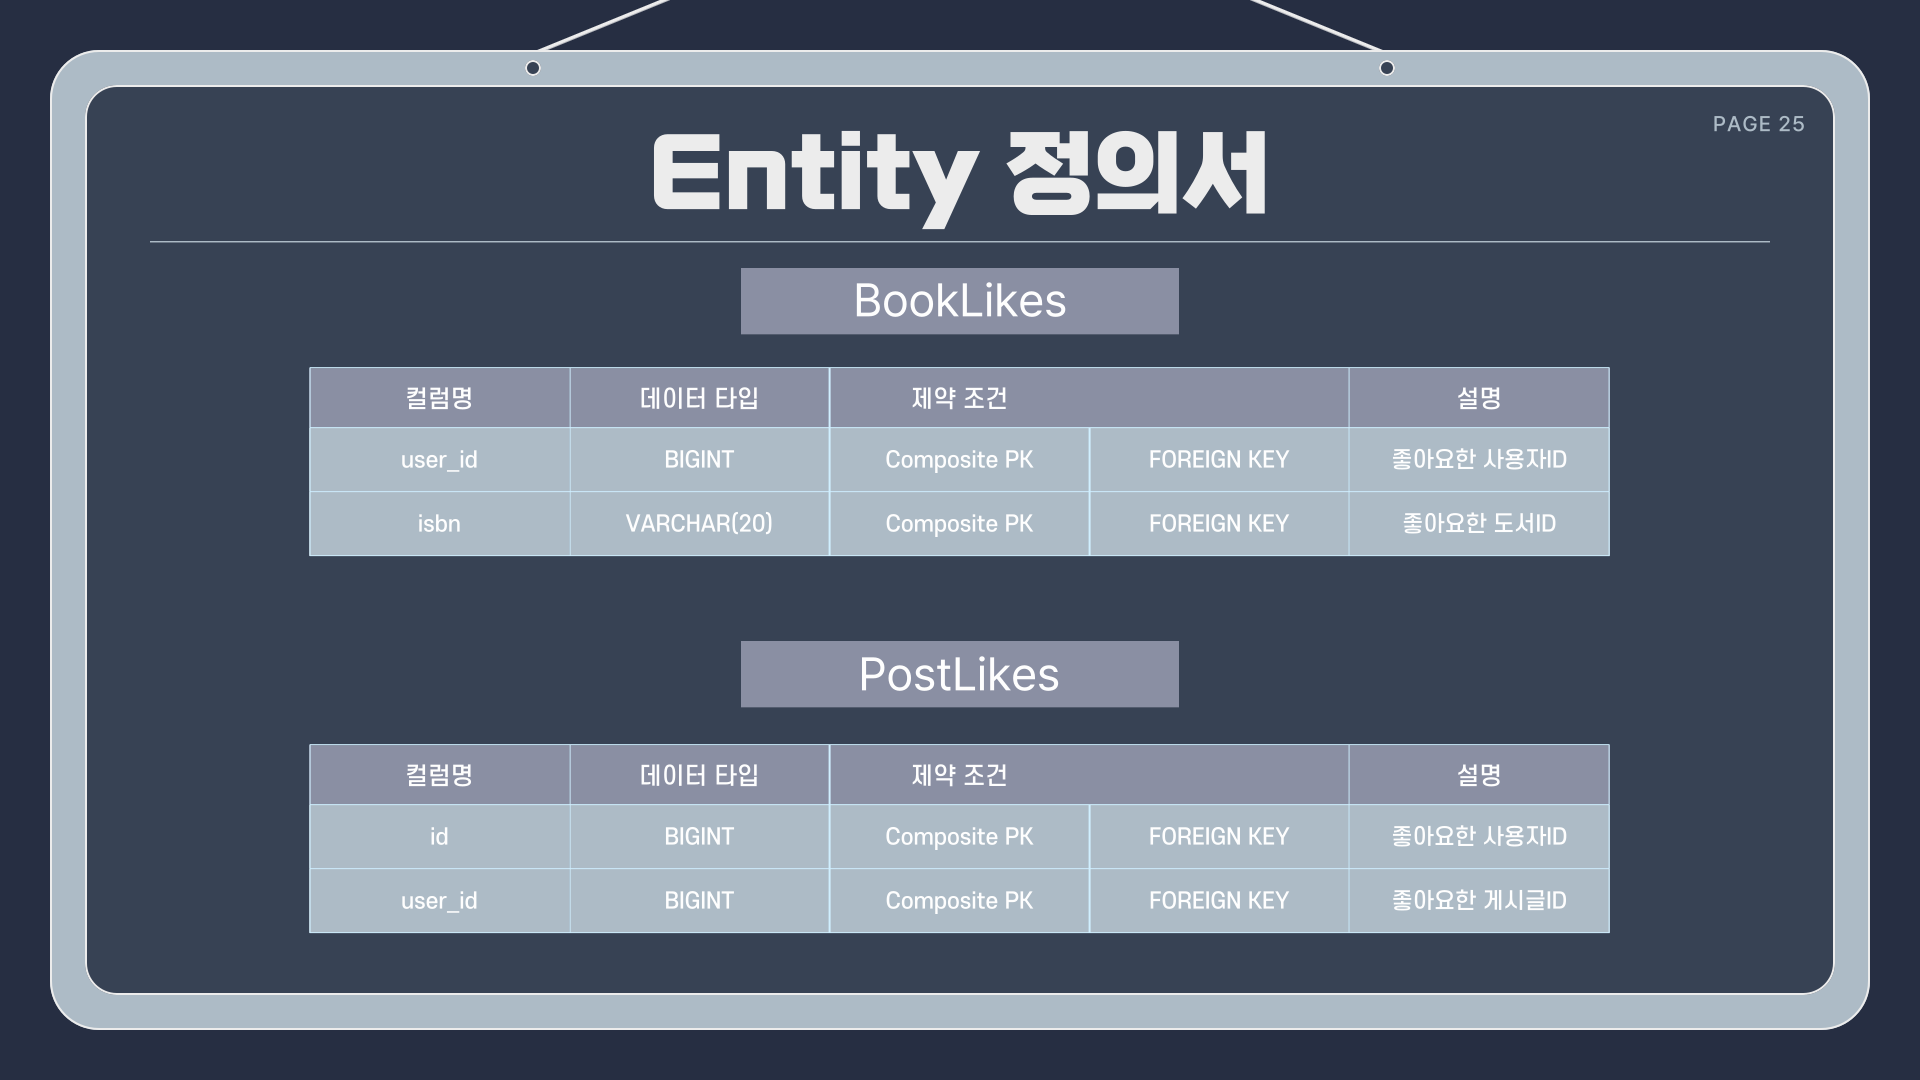 PAGE 25
Entity 정의서
BookLikes
컬럼명 데이터 타입 제약 조건 설명
user_id BIGINT Composite PK FOREIGN KEY 좋아요한 사용자ID
isbn VARCHAR(20) Composite PK FOREIGN KEY 좋아요한 도서ID
PostLikes
컬럼명 데이터 타입 제약 조건 설명
id BIGINT Composite PK FOREIGN KEY 좋아요한 사용자ID
user_id BIGINT Composite PK FOREIGN KEY 좋아요한 게시글ID